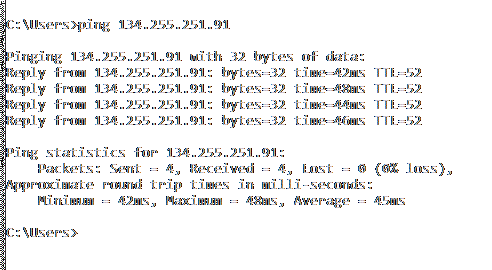 C:\Users>ping 134.255.251.91
Pinging 134.255.251.91 with 32 bytes of data:
Reply from 134.255.251.91: bytes=32 time=42ms TTL=52
Reply from 134.255.251.91: bytes=32 time=48ms TTL=52
Reply from 134.255.251.91: bytes=32 time=44ms TTL=52
Reply from 134.255.251.91: bytes=32 time=46ms TTL=52
Ping statistics for 134.255.251.91:
Packets: Sent = 4, Received = 4, Lost = 0 (0% loss),
Approximate round trip times in milli-seconds:
Minimum = 42ms, Maximum = 48ms, Average = 45ms
C:\Users>